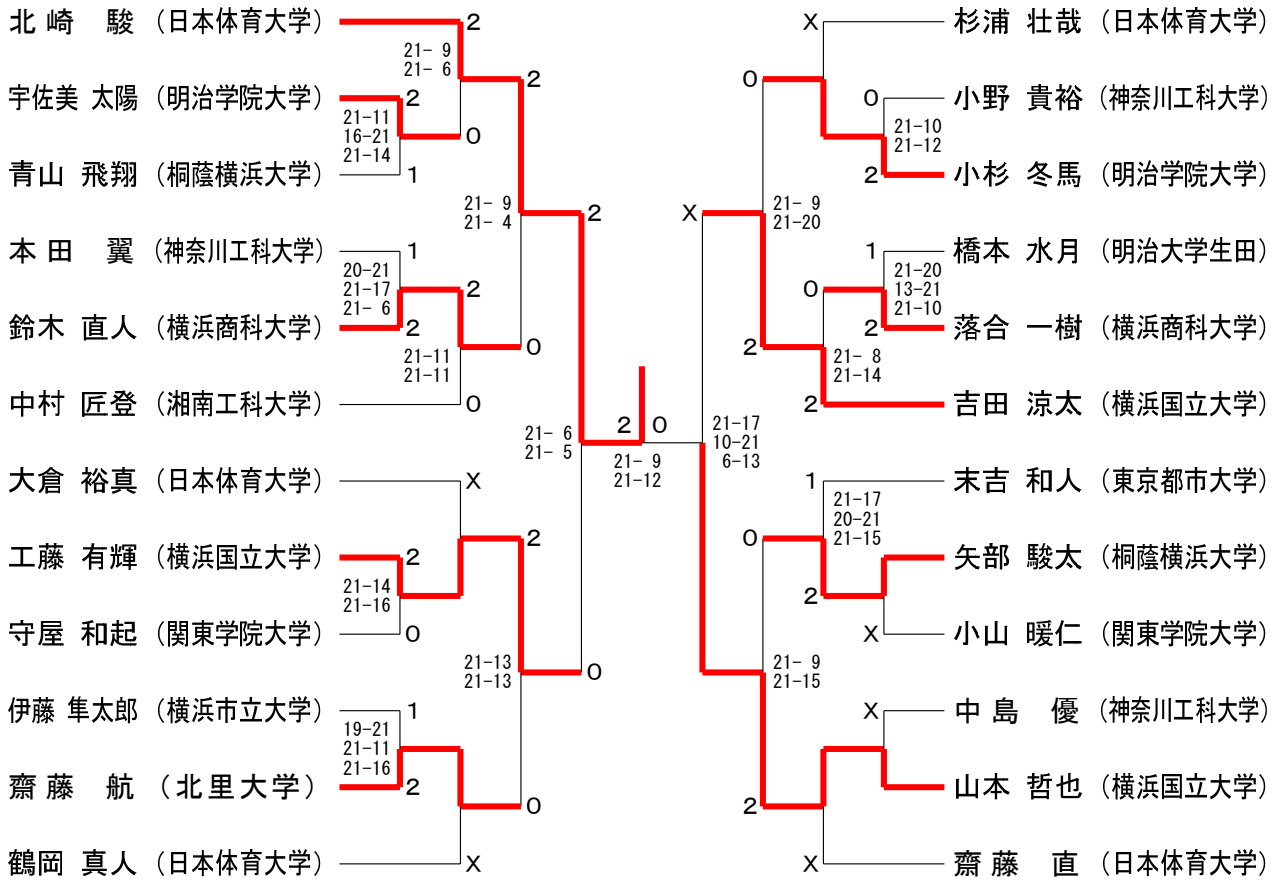 北崎 駿 (日本体育大学)
2
21- 9
21- 6
2
宇佐美 太陽 (明治学院大学)
2
21-11
16-21
21-14
0
青山 飛翔 (桐蔭横浜大学)
1
21- 9
21- 4
2
本田 翼 (神奈川工科大学)
1
20-21
21-17
21- 6
2
鈴木 直人 (横浜商科大学)
2
21-11
21-11
0
中村 匠登 (湘南工科大学)
0
21- 6
21- 5
2 0
21- 9
21-12
大倉 裕真 (日本体育大学)
X
2
工藤 有輝 (横浜国立大学)
2
21-14
21-16
守屋 和起 (関東学院大学)
0
21-13
21-13
0
伊藤 隼太郎 (横浜市立大学)
1
19-21
21-11
21-16
齋藤 航 (北里大学)
2
0
鶴岡 真人 (日本体育大学)
X
X
杉浦 壮哉 (日本体育大学)
0
0
小野 貴裕 (神奈川工科大学)
21-10
21-12
2
小杉 冬馬 (明治学院大学)
X
21- 9
21-20
1
橋本 水月 (明治大学生田)
21-20
13-21
21-10
0
2
落合 一樹 (横浜商科大学)
2
21- 8
21-14
2
吉田 涼太 (横浜国立大学)
21-17
10-21
6-13
1
末吉 和人 (東京都市大学)
21-17
20-21
21-15
0
矢部 駿太 (桐蔭横浜大学)
2
X
小山 暖仁 (関東学院大学)
21- 9
21-15
X
中島 優 (神奈川工科大学)
山本 哲也 (横浜国立大学)
2
X
齋藤 直 (日本体育大学)